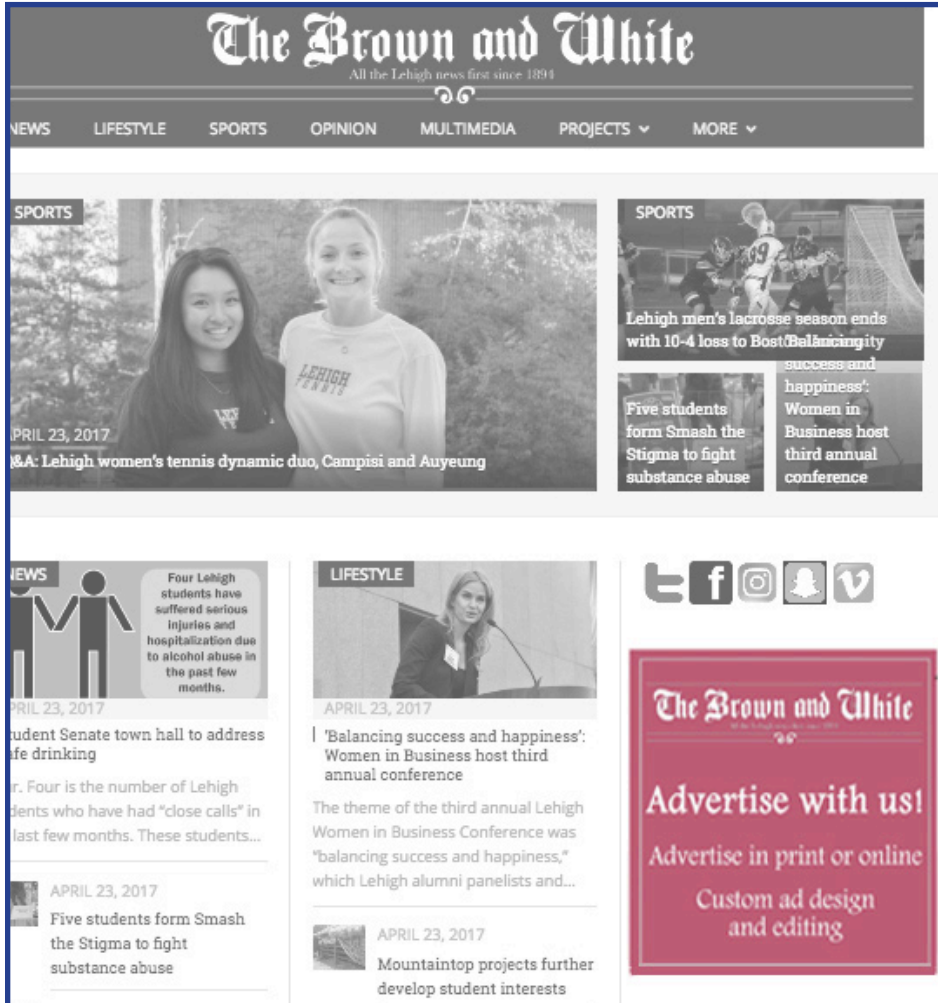 The Brown and White
All the Lehigh news first since 1894
NEWS LIFESTYLE SPORTS OPINION MULTIMEDIA PROJECTS MORE
SPORTS
APRIL 23, 2017
Q&A: Lehigh women's tennis dynamic duo, Campisi and Auyeung
LEHIGH
TENNIS
SPORTS
39
Lehigh men's lacrosse season ends
with 10-4 loss to Boston University
Five students
form Smash the
Stigma to fight
substance abuse
'Balancing
success and
happiness':
Women in
Business host
third annual
conference
NEWS
Four Lehigh
students have
suffered serious
injuries and
hospitalization due
to alcohol abuse in
the past few
months.
PRIL 23, 2017
tudent Senate town hall to address
afe drinking
r. Four is the number of Lehigh
dents who have had "close calls" in
last few months. These students...
APRIL 23, 2017
Five students form Smash
the Stigma to fight
substance abuse
LIFESTYLE
APRIL 23, 2017
'Balancing success and happiness':
Women in Business host third
annual conference
The theme of the third annual Lehigh
Women in Business Conference was
"balancing success and happiness,"
which Lehigh alumni panelists and...
APRIL 23, 2017
Mountaintop projects further
develop student interests
The Brown and White
Advertise with us!
Advertise in print or online
Custom ad design
and editing